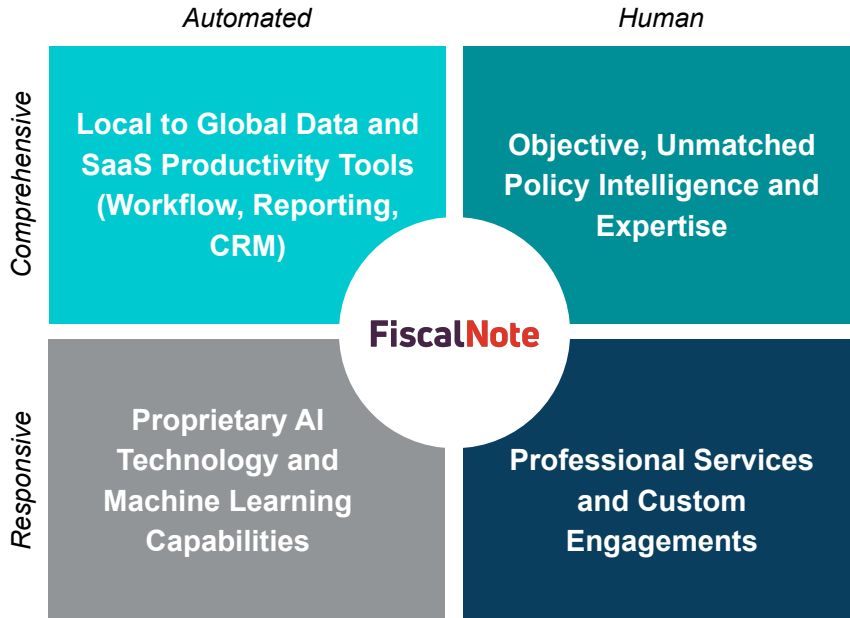 Automated
Human
Comprehensive
Local to Global Data and
SaaS Productivity Tools
(Workflow, Reporting,
CRM)
Objective, Unmatched
Policy Intelligence and
Expertise
FiscalNote
Responsive
Proprietary AI
Technology and
Machine Learning
Capabilities
Professional Services
and Custom
Engagements